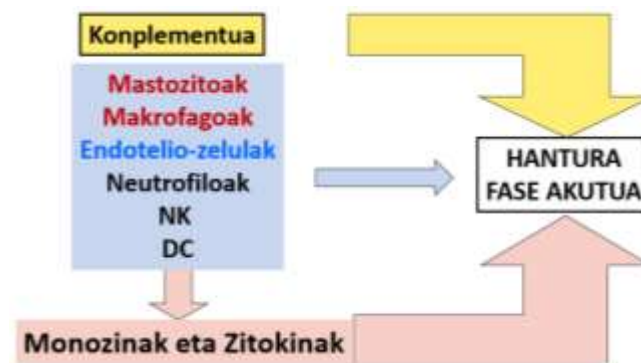 Konplementua
Mastozitoak
Makrofagoak
Endotelio-zelulak
Neutrofiloak
NK
DC
HANTURA
FASE AKUTUA
Monozinak eta Zitokinak